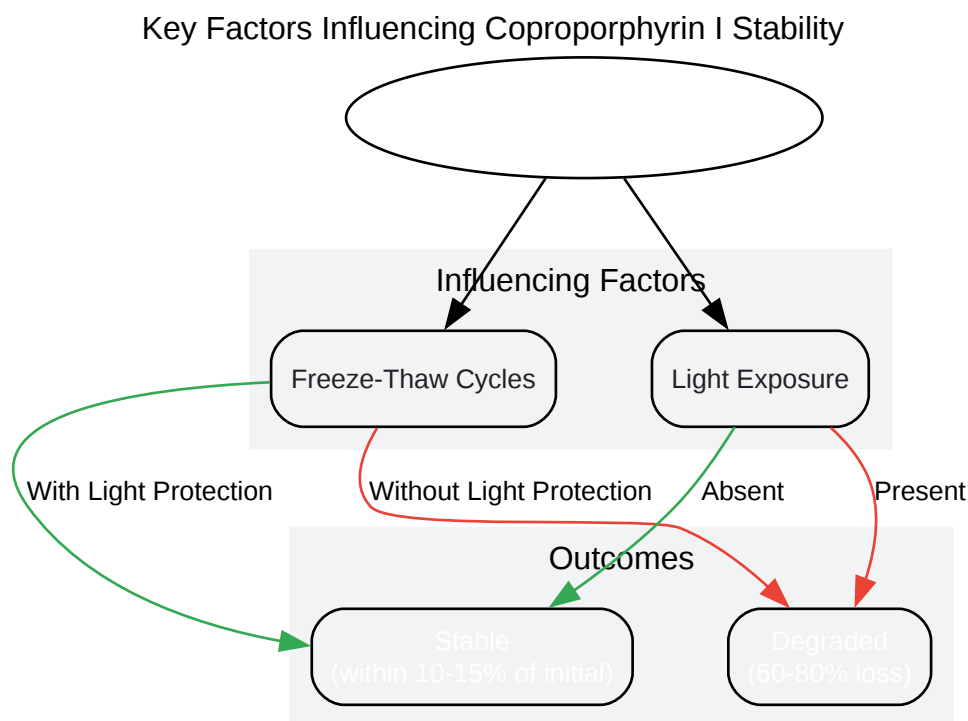 Key Factors Influencing Coproporphyrin I Stability
Influencing Factors
Freeze-Thaw Cycles
Light Exposure
With Light Protection
Without Light Protection
Absent
Present
Outcomes
Stable
(within 10-15% of initial)
Degraded
(60-80% loss)